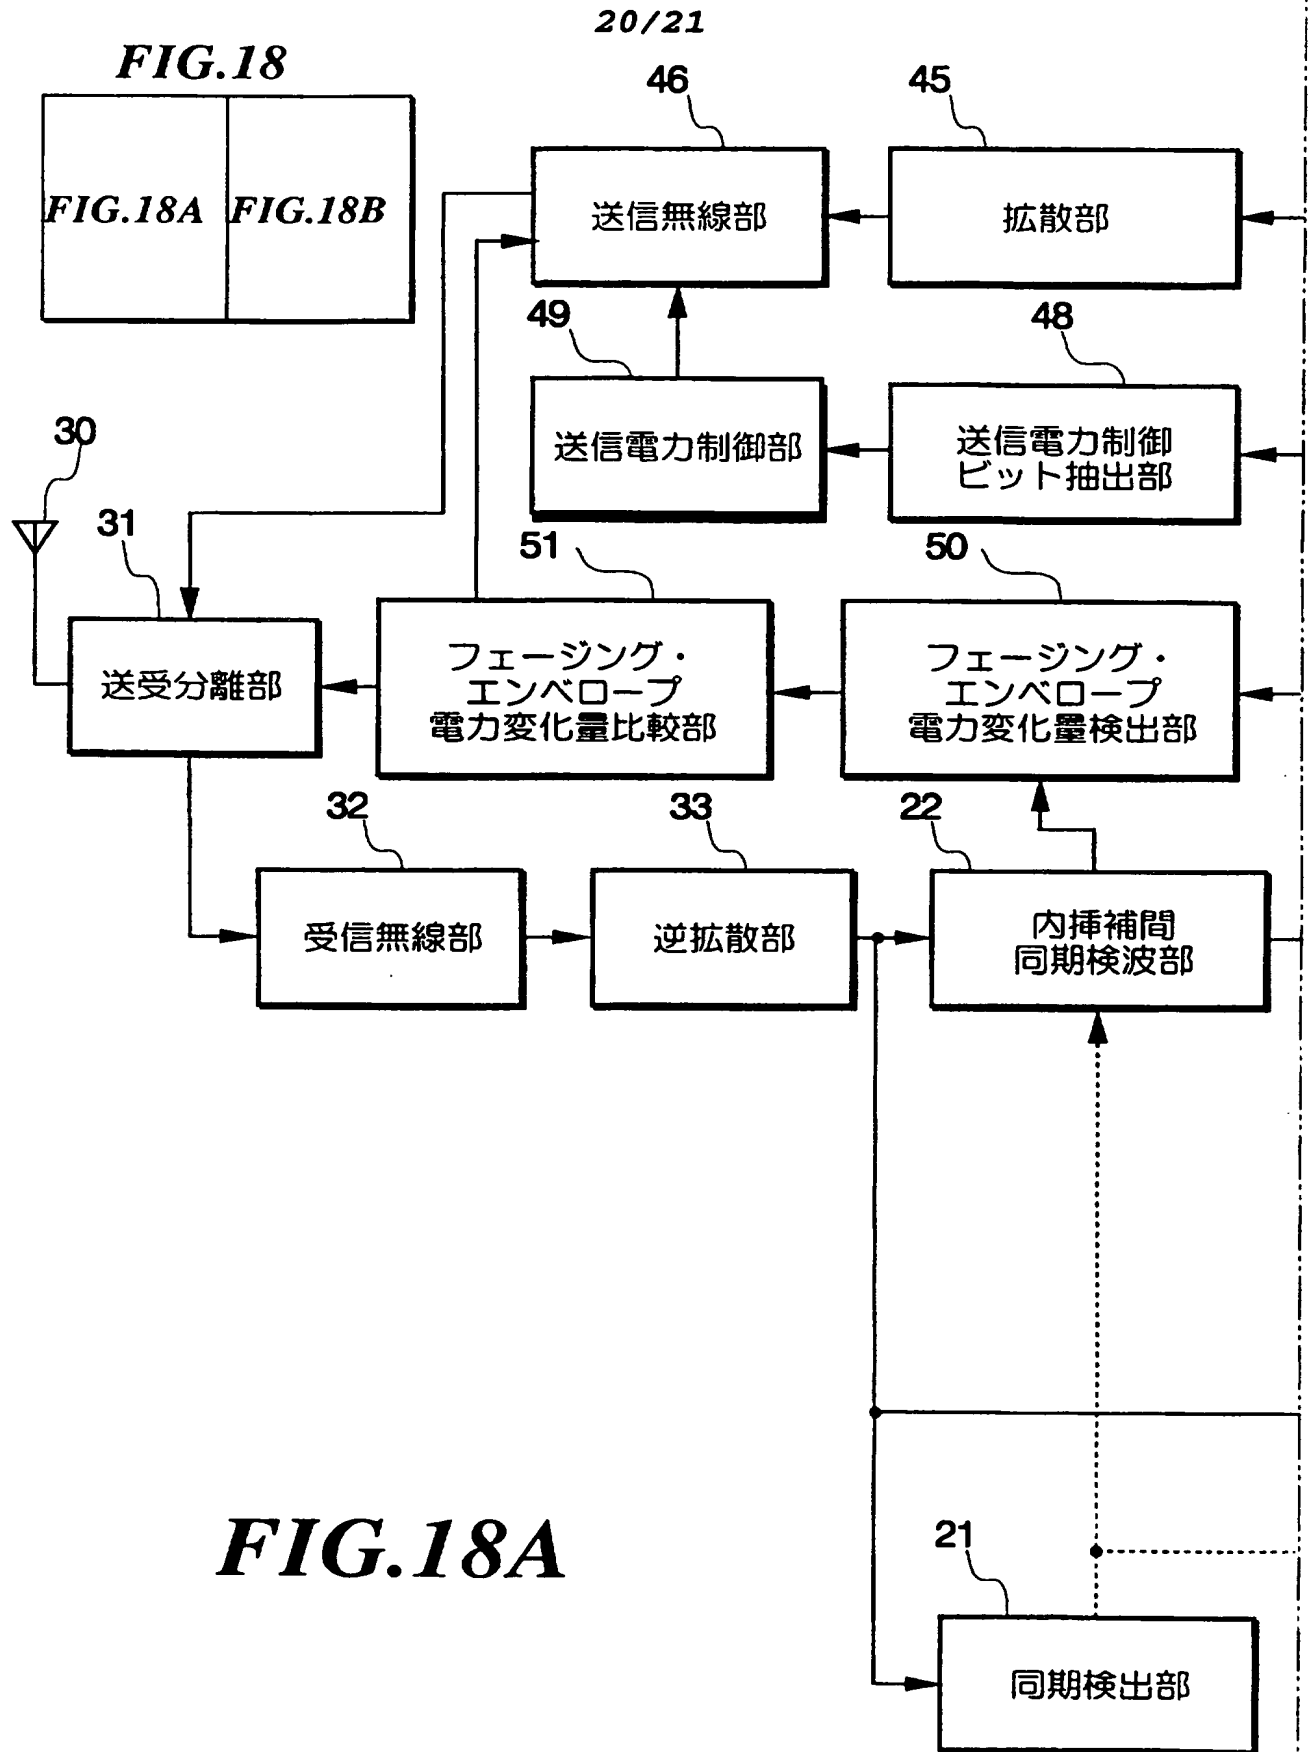 20/21
FIG.18
FIG.18A
FIG.18B
46
45
送信無線部
拡散部
49
48
送信電力制御部
送信電力制御
ビット抽出部
30
31
51
50
送受分離部
フェージング・
エンベロープ
電力変化量比較部
フェージング・
エンベロープ
電力変化量検出部
32
33
22
受信無線部
逆拡散部
内挿補間
同期検波部
FIG.18A
21
同期検出部